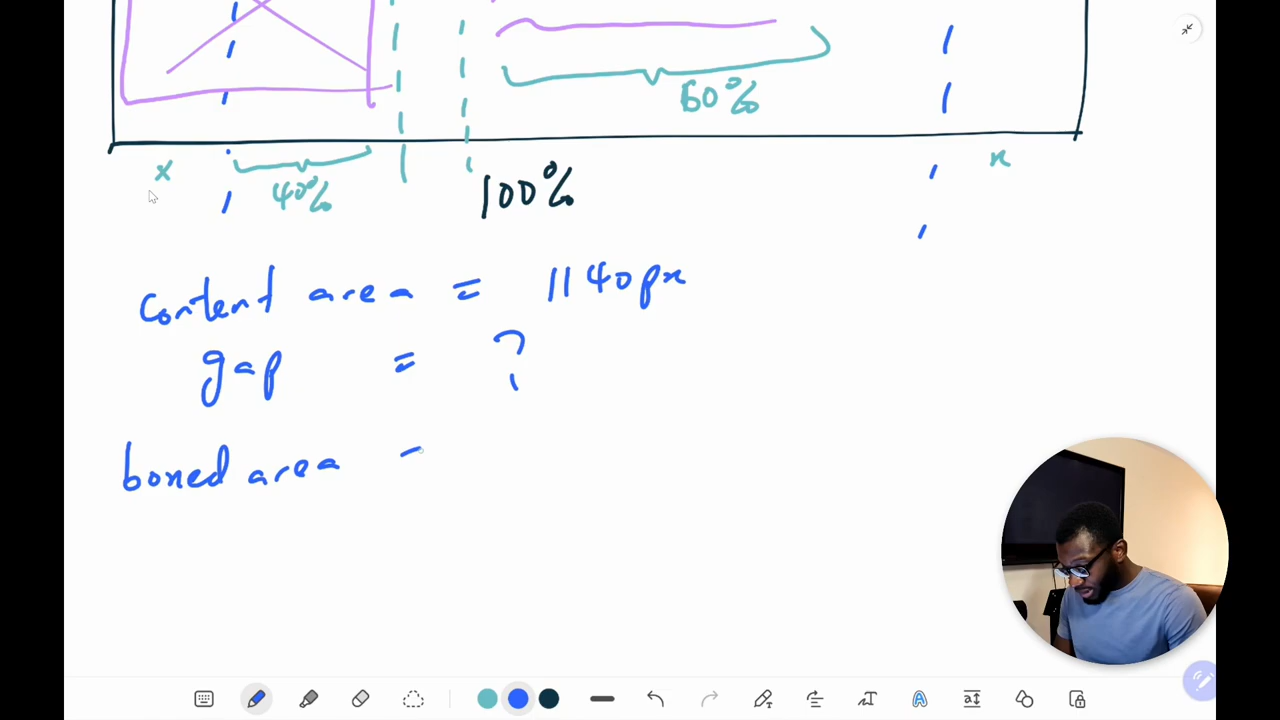 60%
x
x
40%
100%
content area = 1140px
gap = ?
boxed area -